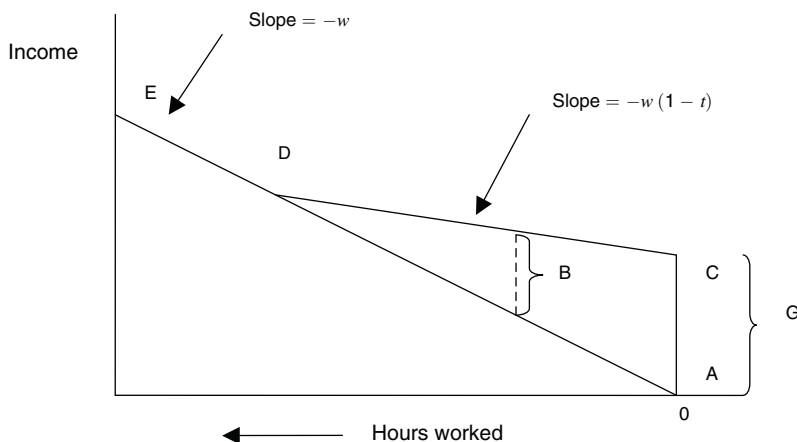 Slope = −w
Income
E
Slope = −w (1 − t)
D
B
C
G
A
0
Hours worked